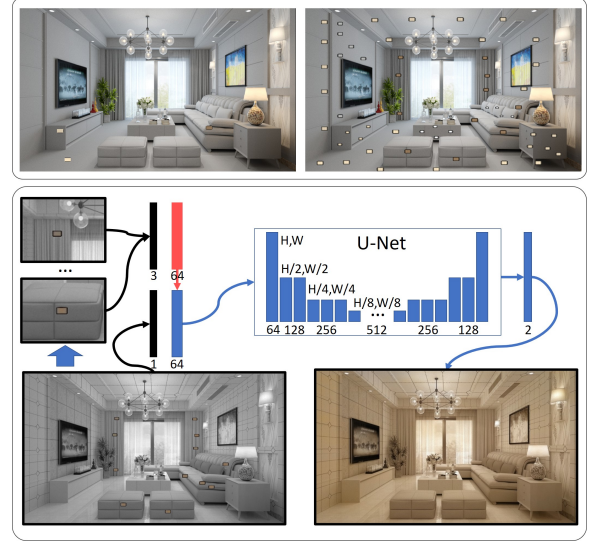 ...
3 64
1 64
U-Net
H,W
H/2,W/2
H/4,W/4
H/8,W/8
...
64 128 256 512 256 128
2